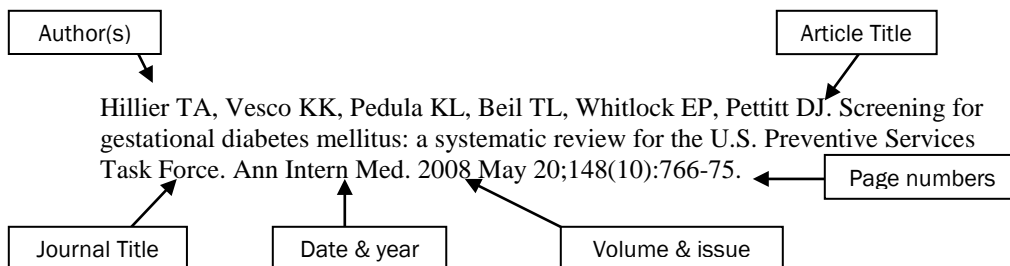 Author(s)
Article Title
Hillier TA, Vesco KK, Pedula KL, Beil TL, Whitlock EP, Pettitt DJ. Screening for
gestational diabetes mellitus: a systematic review for the U.S. Preventive Services
Task Force. Ann Intern Med. 2008 May 20;148(10):766-75.
Page numbers
Journal Title
Date & year
Volume & issue